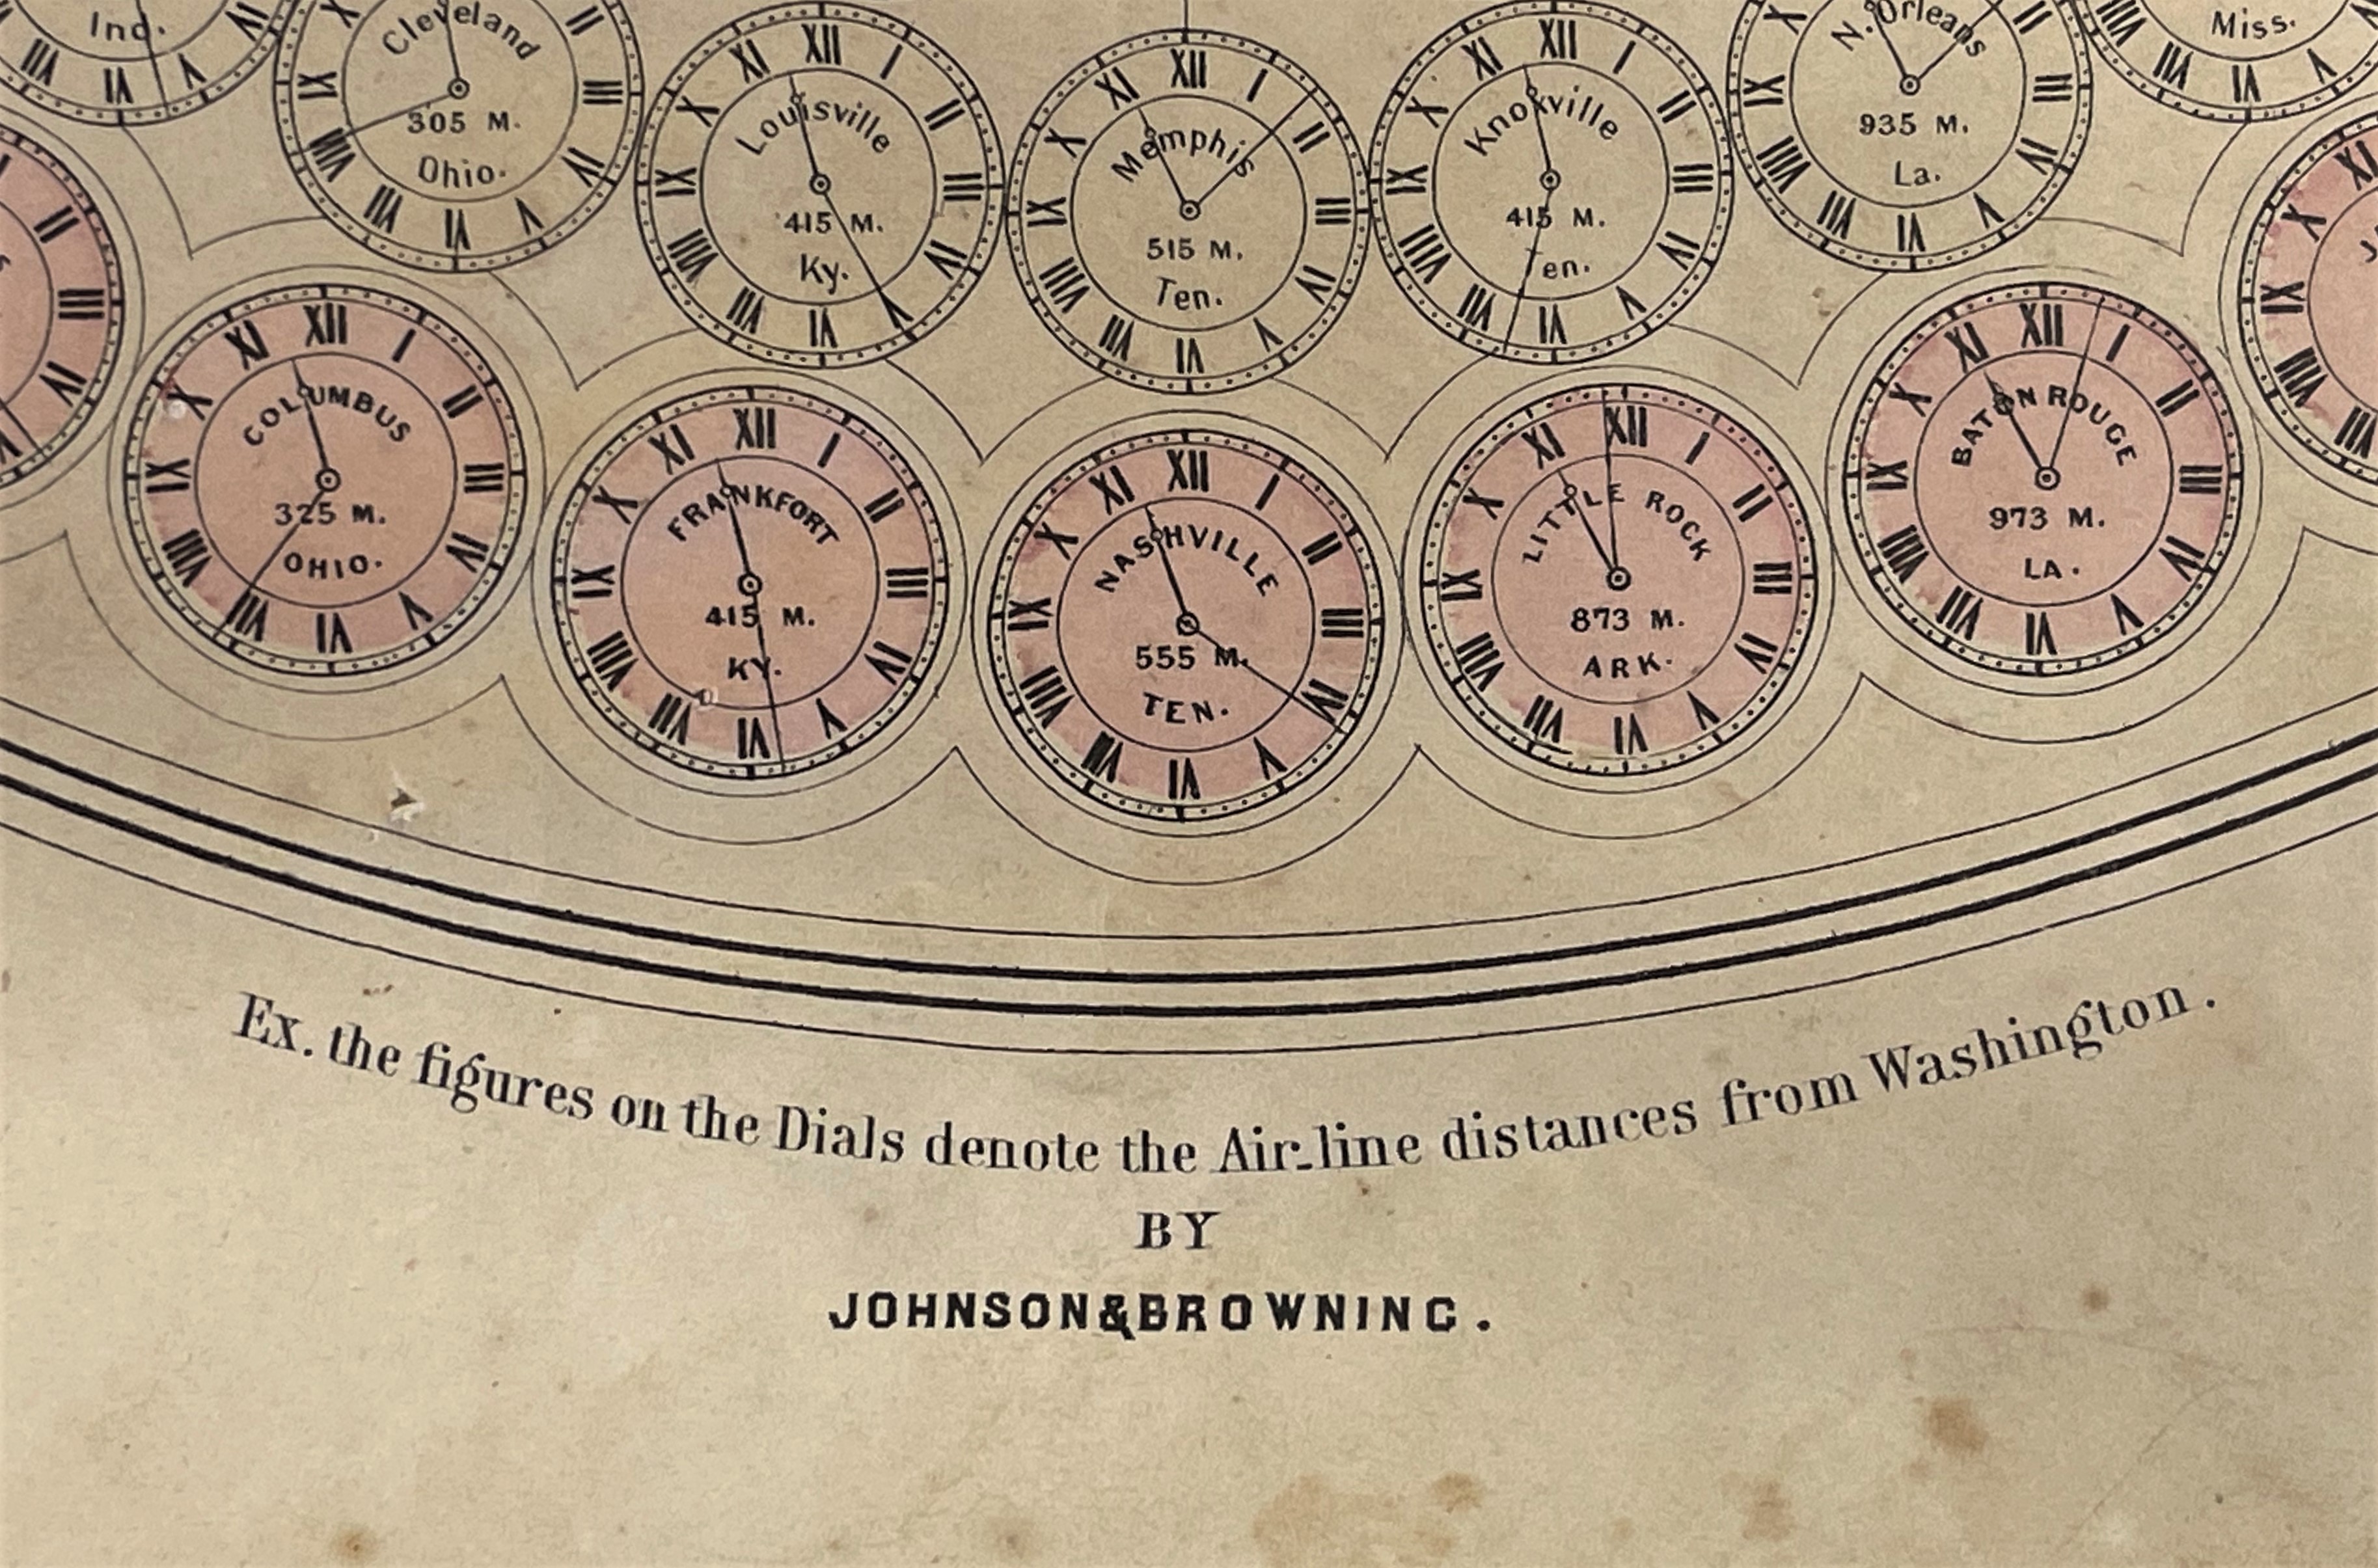 Ind.
Cleveland
305 M.
Ohio.
Louisville
415 M.
Ky.
Memphis
515 M.
Ten.
Knoxville
415 M.
Ten.
N. Orleans
935 M.
La.
Miss.
COLUMBUS
325 M.
OHIO.
FRANKFORT
415 M.
KY.
NASHVILLE
555 M.
TEN.
LITTLE ROCK
873 M.
ARK.
BATON ROUGE
973 M.
LA.
Ex. the figures on the Dials denote the Air-line distances from Washington.
BY
JOHNSON & BROWNING.